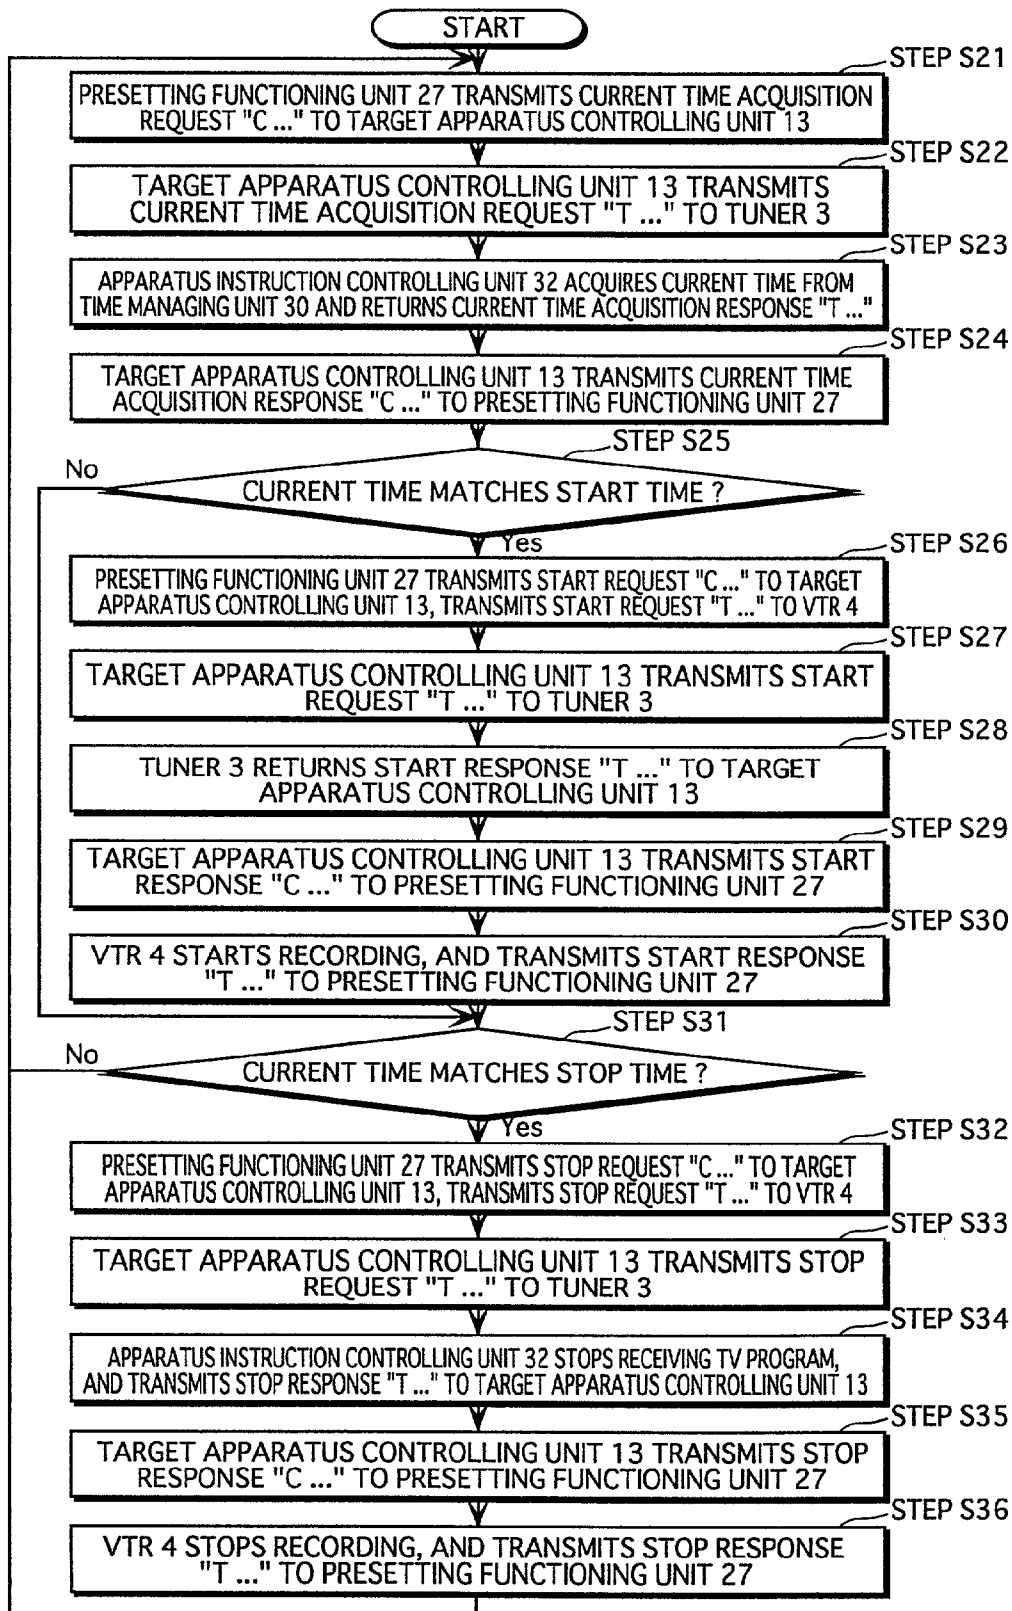 START
STEP S21
PRESETTING FUNCTIONING UNIT 27 TRANSMITS CURRENT TIME ACQUISITION
REQUEST "C ..." TO TARGET APPARATUS CONTROLLING UNIT 13
STEP S22
TARGET APPARATUS CONTROLLING UNIT 13 TRANSMITS
CURRENT TIME ACQUISITION REQUEST "T ..." TO TUNER 3
STEP S23
APPARATUS INSTRUCTION CONTROLLING UNIT 32 ACQUIRES CURRENT TIME FROM
TIME MANAGING UNIT 30 AND RETURNS CURRENT TIME ACQUISITION RESPONSE "T ..."
STEP S24
TARGET APPARATUS CONTROLLING UNIT 13 TRANSMITS CURRENT TIME
ACQUISITION RESPONSE "C ..." TO PRESETTING FUNCTIONING UNIT 27
STEP S25
No
CURRENT TIME MATCHES START TIME ?
Yes
STEP S26
PRESETTING FUNCTIONING UNIT 27 TRANSMITS START REQUEST "C ..." TO TARGET
APPARATUS CONTROLLING UNIT 13, TRANSMITS START REQUEST "T ..." TO VTR 4
STEP S27
TARGET APPARATUS CONTROLLING UNIT 13 TRANSMITS START
REQUEST "T ..." TO TUNER 3
STEP S28
TUNER 3 RETURNS START RESPONSE "T ..." TO TARGET
APPARATUS CONTROLLING UNIT 13
STEP S29
TARGET APPARATUS CONTROLLING UNIT 13 TRANSMITS START
RESPONSE "C ..." TO PRESETTING FUNCTIONING UNIT 27
STEP S30
VTR 4 STARTS RECORDING, AND TRANSMITS START RESPONSE
"T ..." TO PRESETTING FUNCTIONING UNIT 27
STEP S31
No
CURRENT TIME MATCHES STOP TIME ?
Yes
STEP S32
PRESETTING FUNCTIONING UNIT 27 TRANSMITS STOP REQUEST "C ..." TO TARGET
APPARATUS CONTROLLING UNIT 13, TRANSMITS STOP REQUEST "T ..." TO VTR 4
STEP S33
TARGET APPARATUS CONTROLLING UNIT 13 TRANSMITS STOP
REQUEST "T ..." TO TUNER 3
STEP S34
APPARATUS INSTRUCTION CONTROLLING UNIT 32 STOPS RECEIVING TV PROGRAM,
AND TRANSMITS STOP RESPONSE "T ..." TO TARGET APPARATUS CONTROLLING UNIT 13
STEP S35
TARGET APPARATUS CONTROLLING UNIT 13 TRANSMITS STOP
RESPONSE "C ..." TO PRESETTING FUNCTIONING UNIT 27
STEP S36
VTR 4 STOPS RECORDING, AND TRANSMITS STOP RESPONSE
"T ..." TO PRESETTING FUNCTIONING UNIT 27